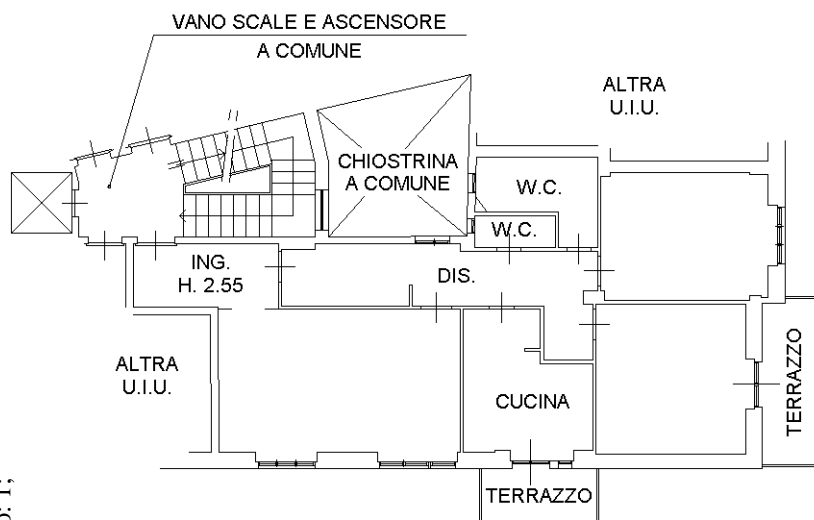 VANO SCALE E ASCENSORE
A COMUNE
ALTRA
U.I.U.
CHIOSTRINA
A COMUNE
W.C.
W.C.
ING.
H. 2.55
DIS.
ALTRA
U.I.U.
CUCINA
TERRAZZO
TERRAZZO